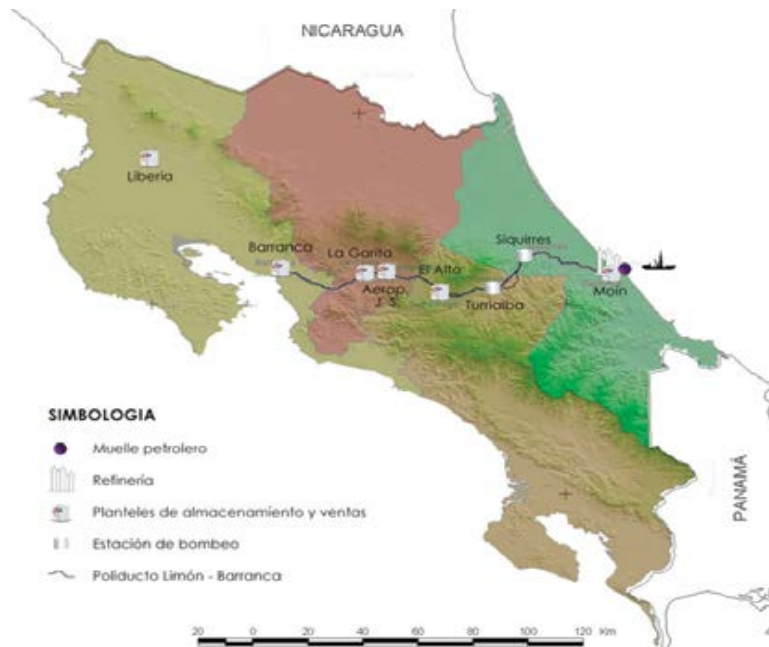 NICARAGUA
Liberia
Barranca
La Garita
Aerop.
J. S.
El Alto
Turrialba
Siquirres
Moín
PANAMÁ
SIMBOLOGIA
Muelle petrolero
Refinería
Planteles de almacenamiento y ventas
Estación de bombeo
Poliducto Limón - Barranca
20 0 20 40 60 80 100 120 Km